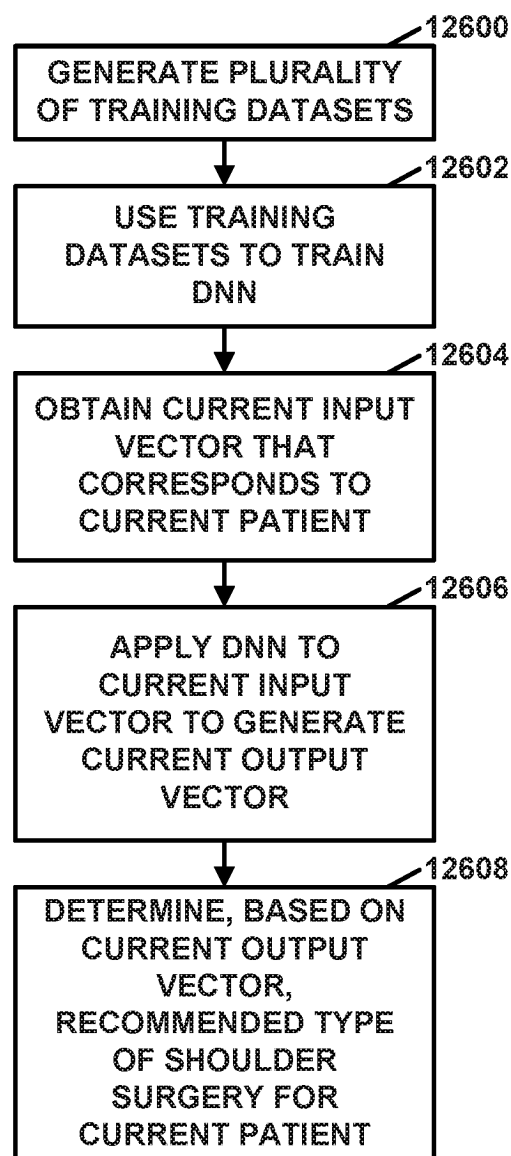 12600
GENERATE PLURALITY
OF TRAINING DATASETS
12602
USE TRAINING
DATASETS TO TRAIN
DNN
12604
OBTAIN CURRENT INPUT
VECTOR THAT
CORRESPONDS TO
CURRENT PATIENT
12606
APPLY DNN TO
CURRENT INPUT
VECTOR TO GENERATE
CURRENT OUTPUT
VECTOR
12608
DETERMINE, BASED ON
CURRENT OUTPUT
VECTOR,
RECOMMENDED TYPE
OF SHOULDER
SURGERY FOR
CURRENT PATIENT